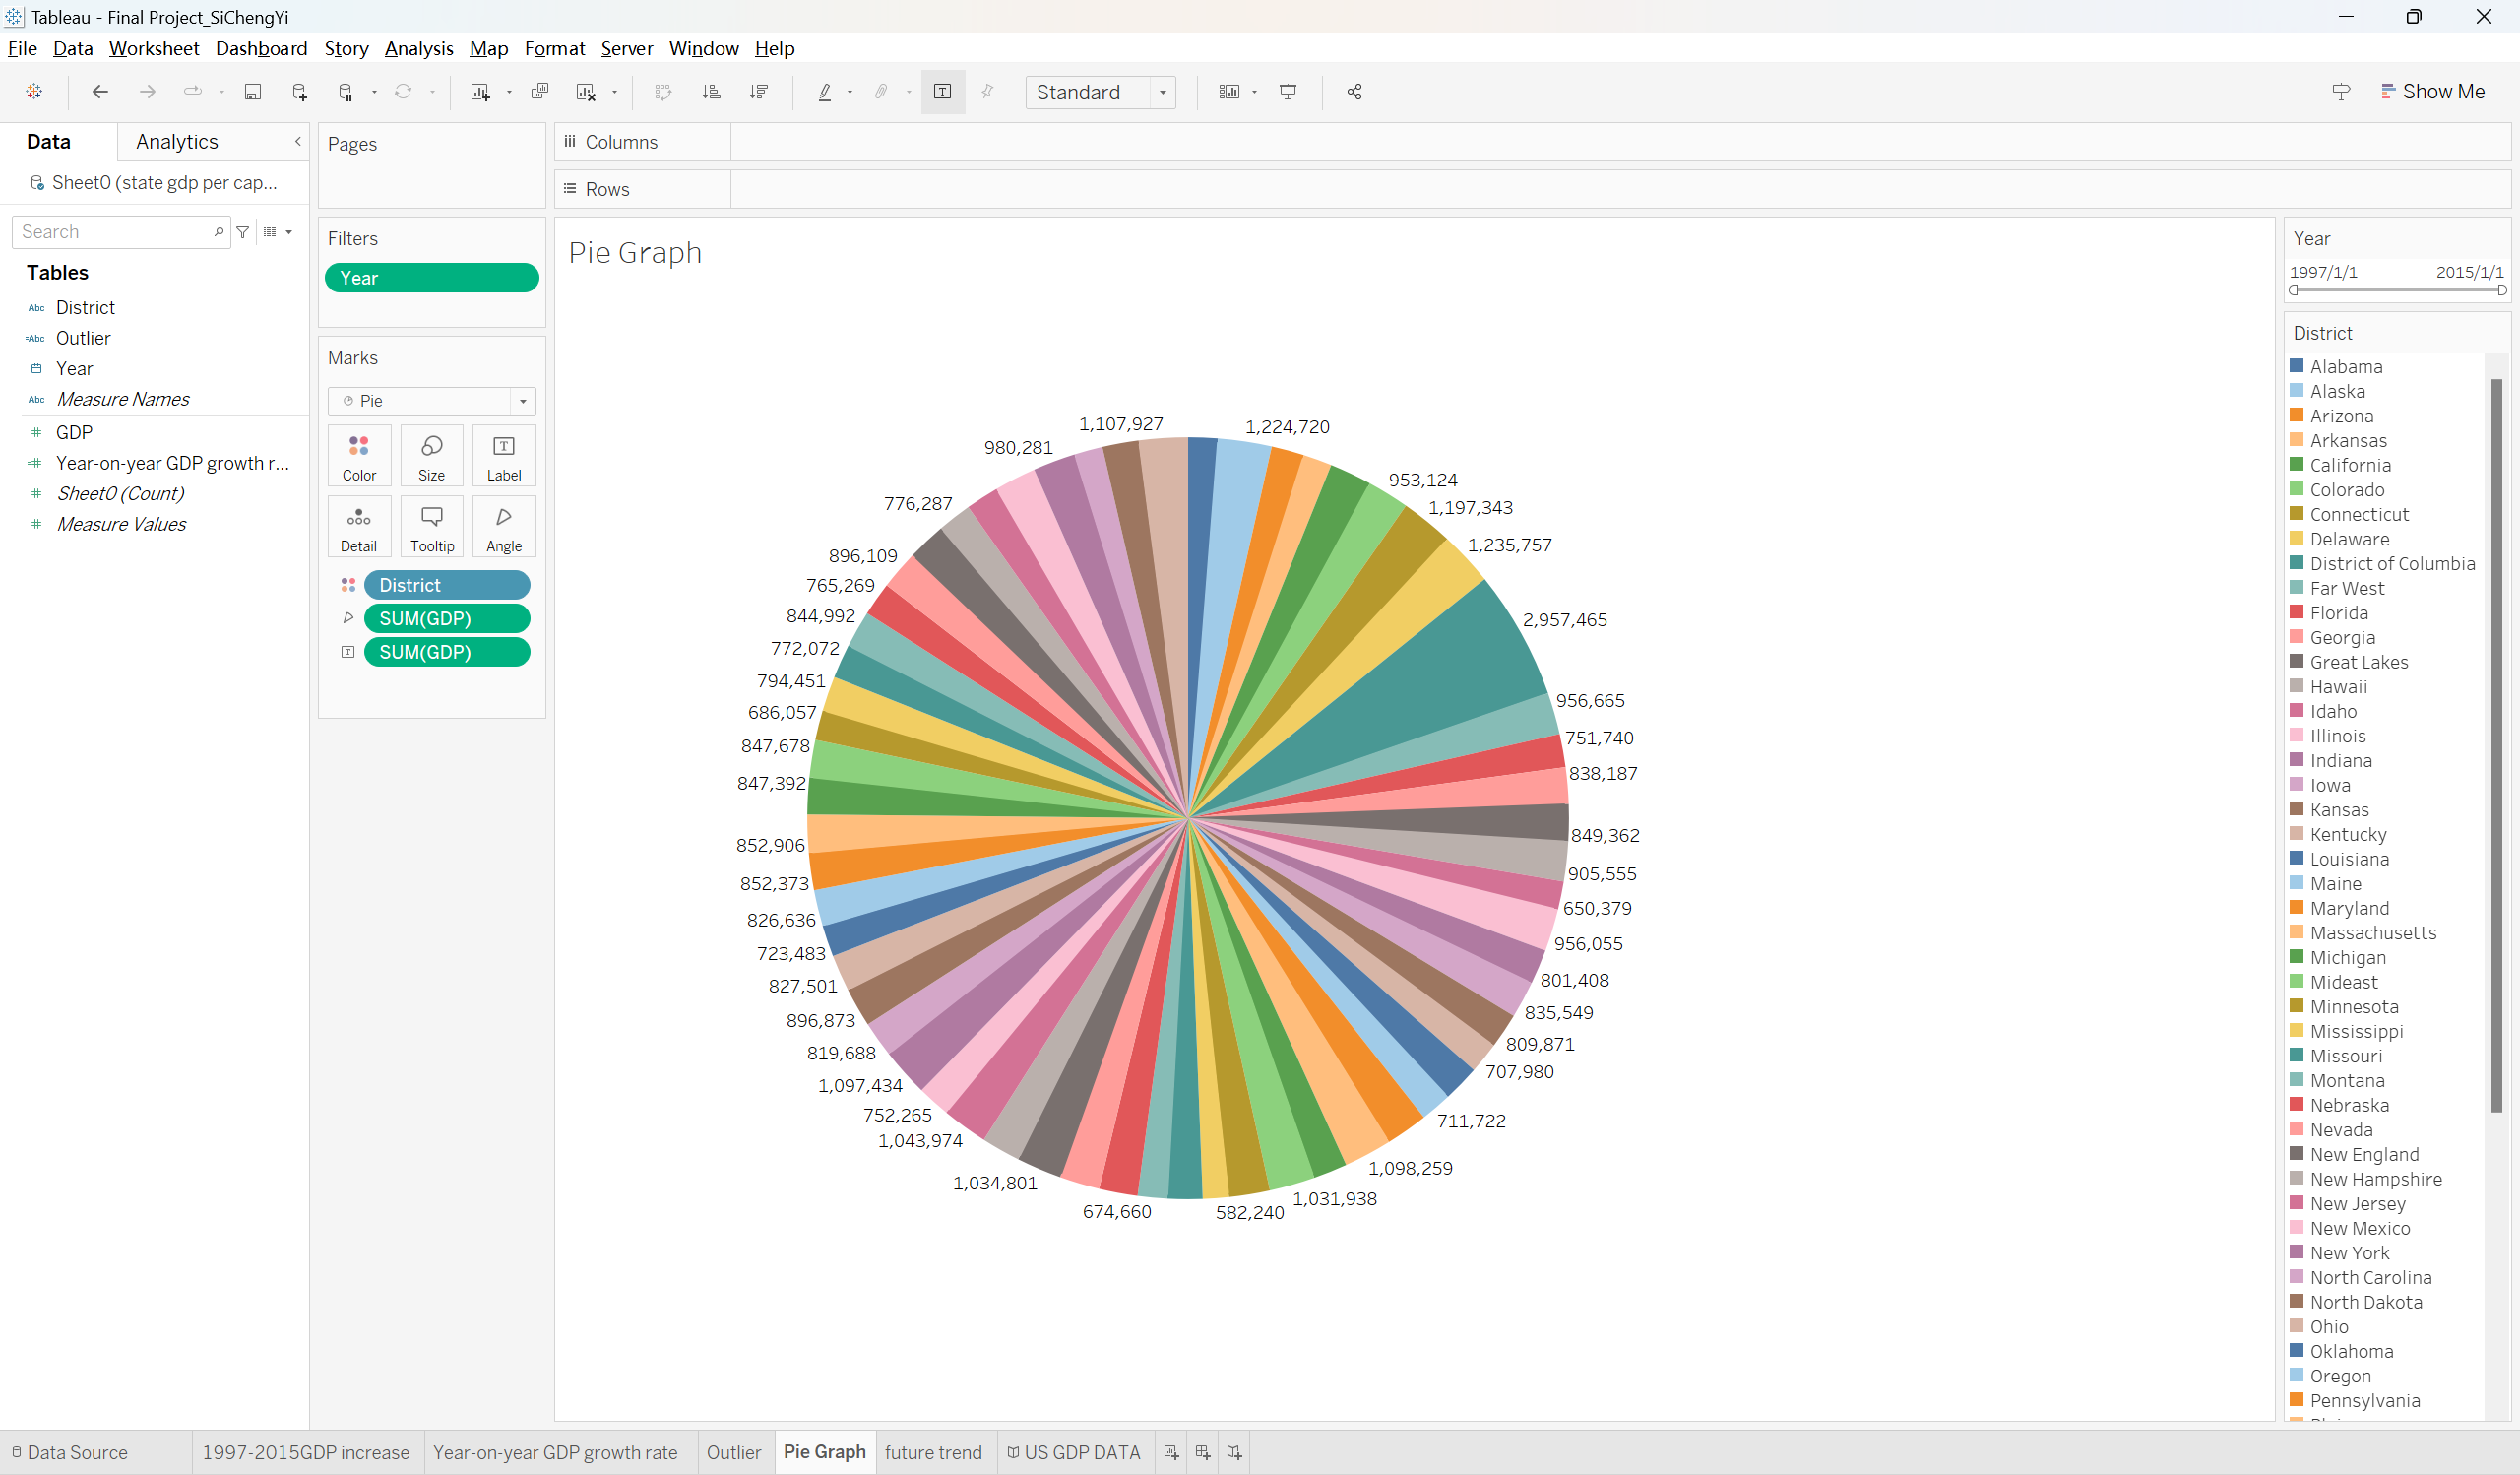 Tableau - Final Project_SiChengYi
File Data Worksheet Dashboard Story Analysis Map Format Server Window Help
Standard
Show Me
Data
Analytics
Sheet0 (state gdp per cap...
Search
Tables
Abc District
=Abc Outlier
Year
Abc Measure Names
GDP
Year-on-year GDP growth r...
Sheet0 (Count)
Measure Values
Pages
Filters
Year
Marks
Pie
Color Size Label
Detail Tooltip Angle
District
SUM(GDP)
SUM(GDP)
Columns
Rows
Pie Graph
1,107,927
1,224,720
980,281
953,124
776,287
1,197,343
1,235,757
896,109
765,269
844,992
2,957,465
772,072
794,451
956,665
686,057
751,740
847,678
838,187
847,392
849,362
852,906
905,555
852,373
650,379
826,636
956,055
723,483
801,408
827,501
835,549
896,873
809,871
819,688
707,980
1,097,434
752,265
711,722
1,043,974
1,098,259
1,034,801
1,031,938
674,660
582,240
Year
1997/1/1 2015/1/1
District
Alabama
Alaska
Arizona
Arkansas
California
Colorado
Connecticut
Delaware
District of Columbia
Far West
Florida
Georgia
Great Lakes
Hawaii
Idaho
Illinois
Indiana
Iowa
Kansas
Kentucky
Louisiana
Maine
Maryland
Massachusetts
Michigan
Mideast
Minnesota
Mississippi
Missouri
Montana
Nebraska
Nevada
New England
New Hampshire
New Jersey
New Mexico
New York
North Carolina
North Dakota
Ohio
Oklahoma
Oregon
Pennsylvania
Data Source
1997-2015GDP increase
Year-on-year GDP growth rate
Outlier
Pie Graph
future trend
US GDP DATA